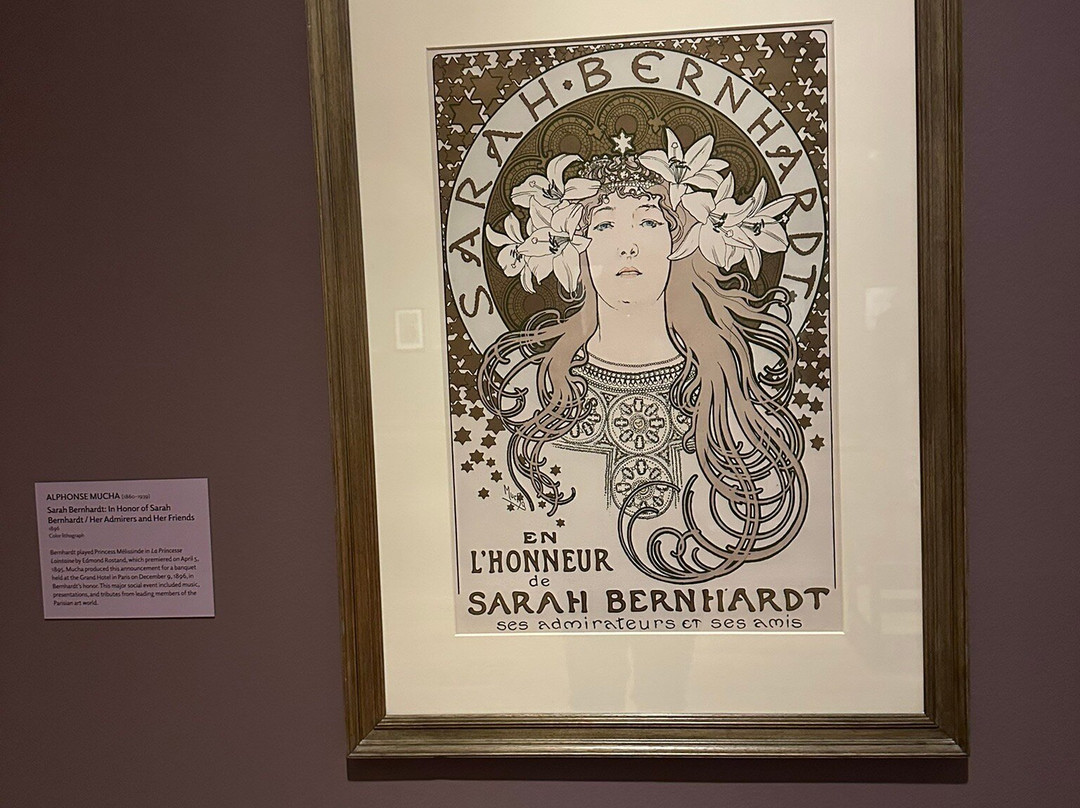 ALPHONSE MUCHA (1860–1939)
Sarah Bernhardt: In Honor of Sarah
Bernhardt / Her Admirers and Her Friends
1896
Color lithograph
Bernhardt played Princess Mélissinde in La Princesse
Lointaine by Edmond Rostand, which premiered on April 5,
1895. Mucha produced this announcement for a banquet
held at the Grand Hotel in Paris on December 9, 1896, in
Bernhardt's honor. This major social event included music,
presentations, and tributes from leading members of the
Parisian art world.
SARAH·BERNHARDT
Mucha
EN
L'HONNEUR
de
SARAH BERNHARDT
ses admirateurs ET ses amis